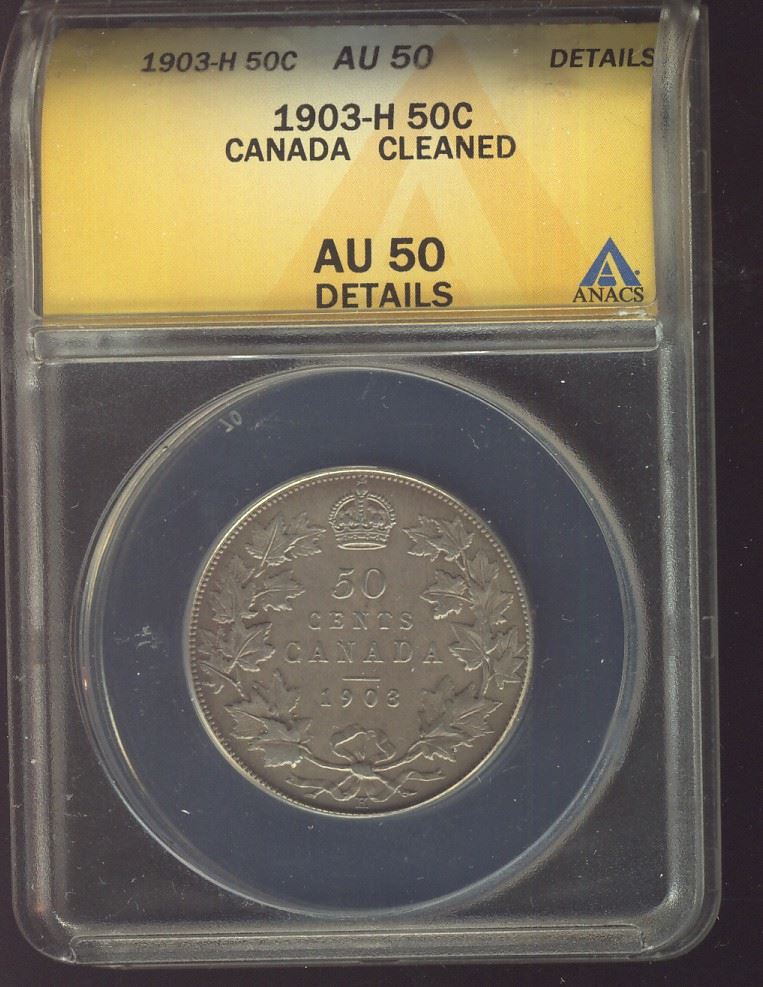 1903-H 50C AU 50 DETAILS
1903-H 50C
CANADA CLEANED
AU 50
DETAILS
ANACS
50
CENTS
CANADA
1903
H